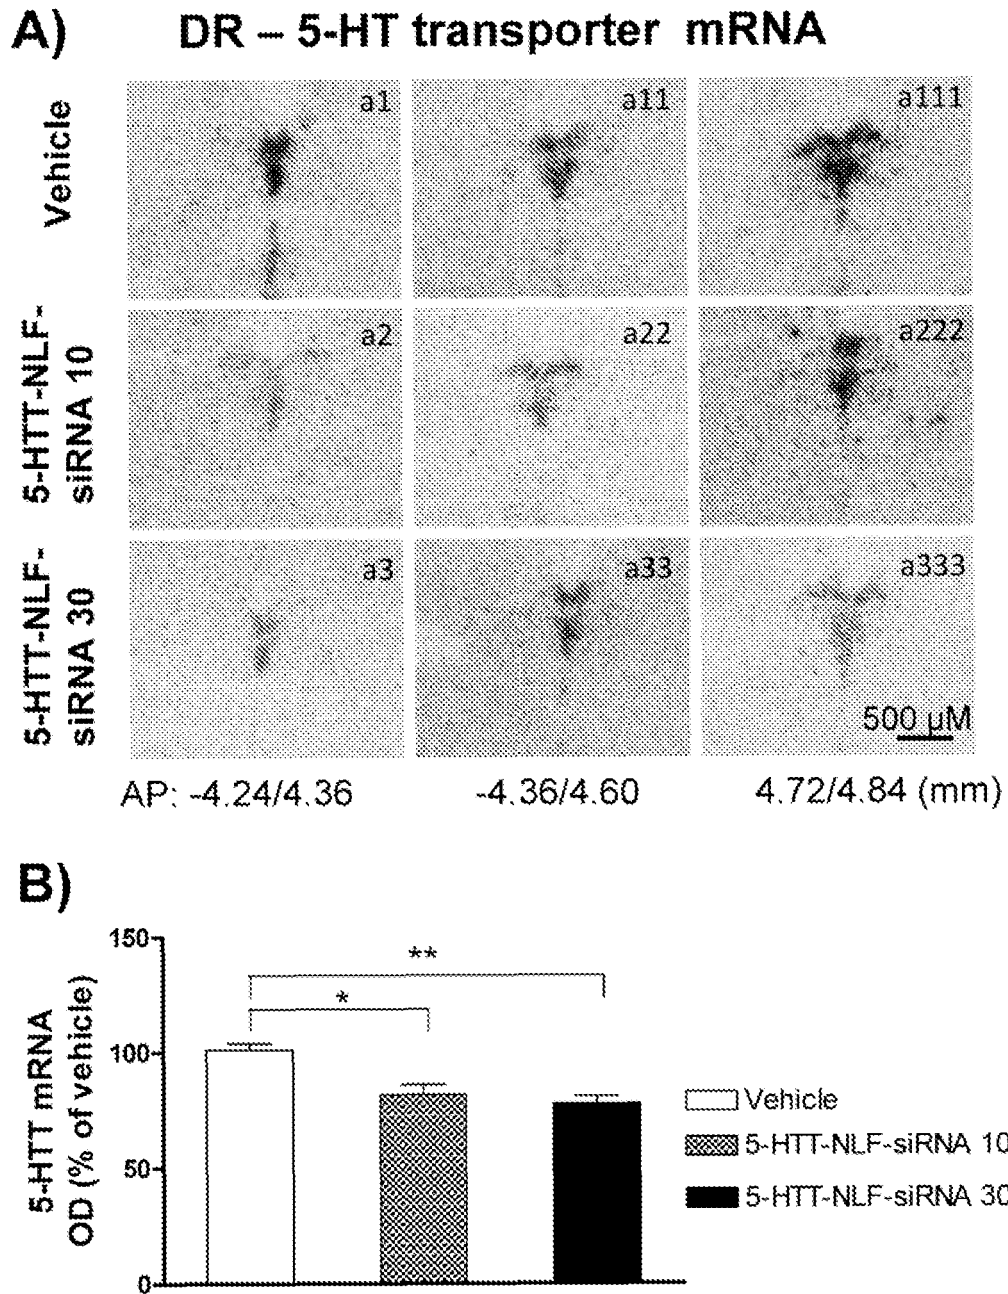 A)
DR – 5-HT transporter mRNA
Vehicle
a1
a11
a111
5-HTT-NLF-
siRNA 10
a2
a22
a222
5-HTT-NLF-
siRNA 30
a3
a33
a333
500 µM
AP: -4.24/4.36
-4.36/4.60
4.72/4.84 (mm)
B)
5-HTT mRNA
OD (% of vehicle)
150
100
50
0
**
*
Vehicle
5-HTT-NLF-siRNA 10
5-HTT-NLF-siRNA 30